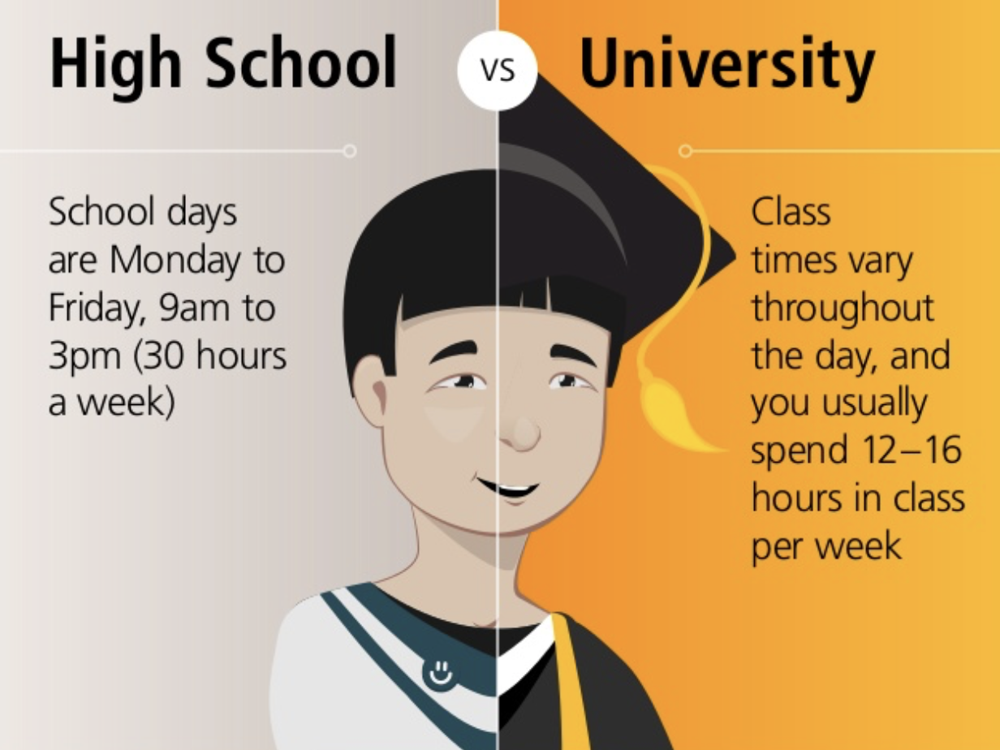 High School
VS
University
School days
are Monday to
Friday, 9am to
3pm (30 hours
a week)
Class
times vary
throughout
the day, and
you usually
spend 12–16
hours in class
per week